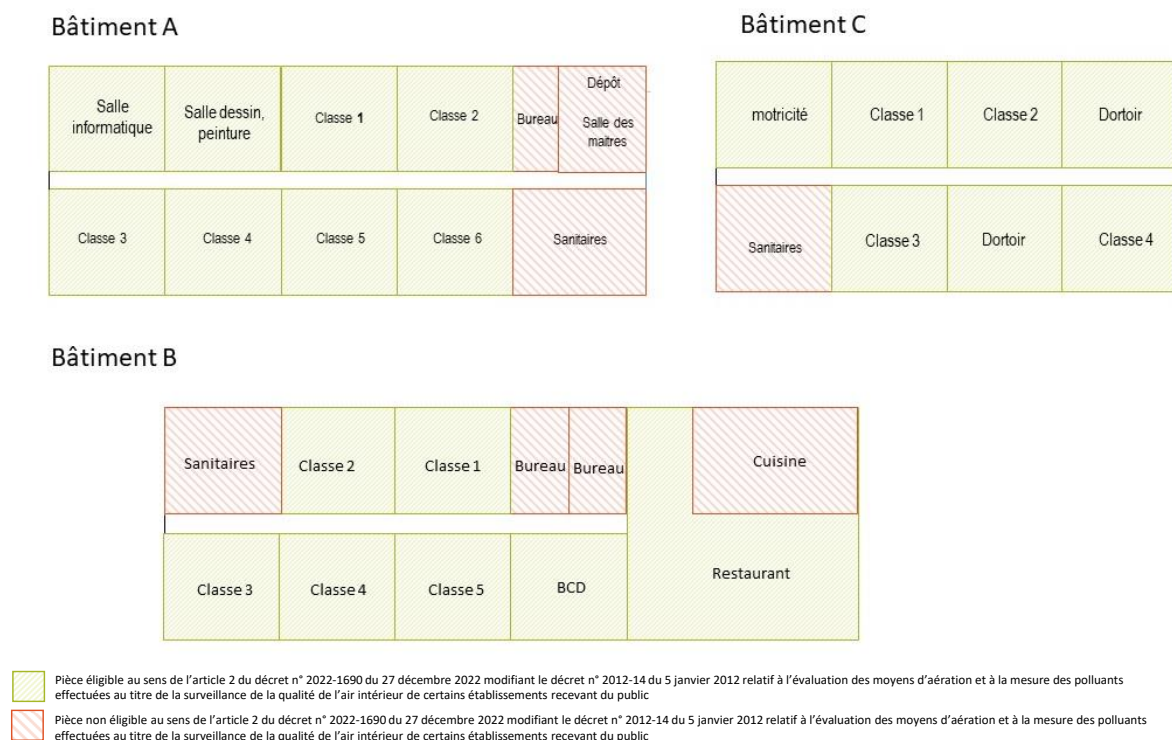 Bâtiment A
Bâtiment C
Salle
informatique
Salle dessin,
peinture
Classe 1
Classe 2
Bureau
Dépôt
Salle des
maitres
Classe 3
Classe 4
Classe 5
Classe 6
Sanitaires
motricité
Classe 1
Classe 2
Dortoir
Sanitaires
Classe 3
Dortoir
Classe 4
Bâtiment B
Sanitaires
Classe 2
Classe 1
Bureau
Bureau
Cuisine
Classe 3
Classe 4
Classe 5
BCD
Restaurant
Pièce éligible au sens de l'article 2 du décret n° 2022-1690 du 27 décembre 2022 modifiant le décret n° 2012-14 du 5 janvier 2012 relatif à l'évaluation des moyens d'aération et à la mesure des polluants
effectuées au titre de la surveillance de la qualité de l'air intérieur de certains établissements recevant du public
Pièce non éligible au sens de l'article 2 du décret n° 2022-1690 du 27 décembre 2022 modifiant le décret n° 2012-14 du 5 janvier 2012 relatif à l'évaluation des moyens d'aération et à la mesure des polluants
effectuées au titre de la surveillance de la qualité de l'air intérieur de certains établissements recevant du public